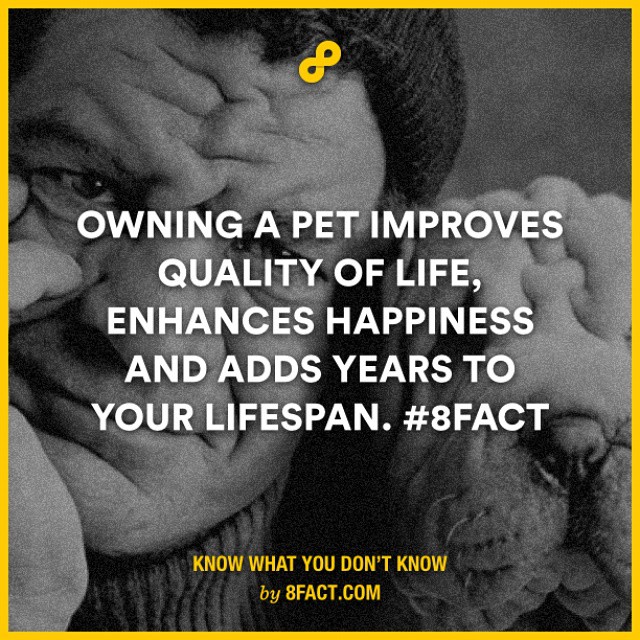 OWNING A PET IMPROVES
QUALITY OF LIFE,
ENHANCES HAPPINESS
AND ADDS YEARS TO
YOUR LIFESPAN. #8FACT
KNOW WHAT YOU DON'T KNOW
by 8FACT.COM